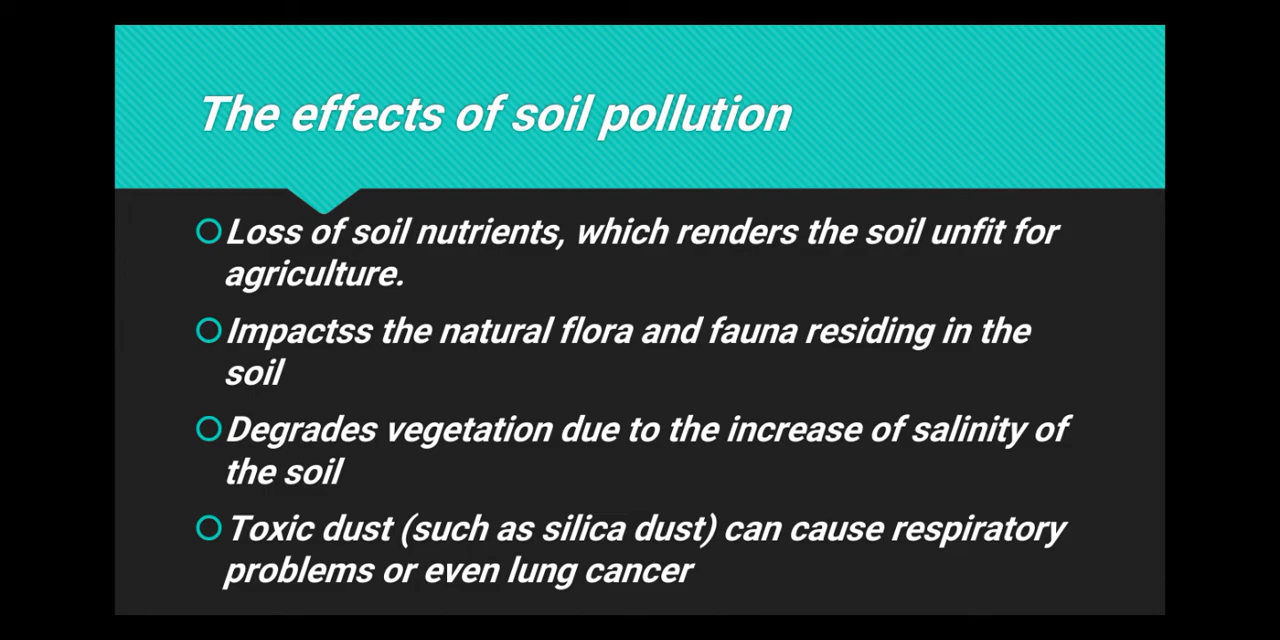 The effects of soil pollution
Loss of soil nutrients, which renders the soil unfit for
agriculture.
Impactss the natural flora and fauna residing in the
soil
Degrades vegetation due to the increase of salinity of
the soil
Toxic dust (such as silica dust) can cause respiratory
problems or even lung cancer